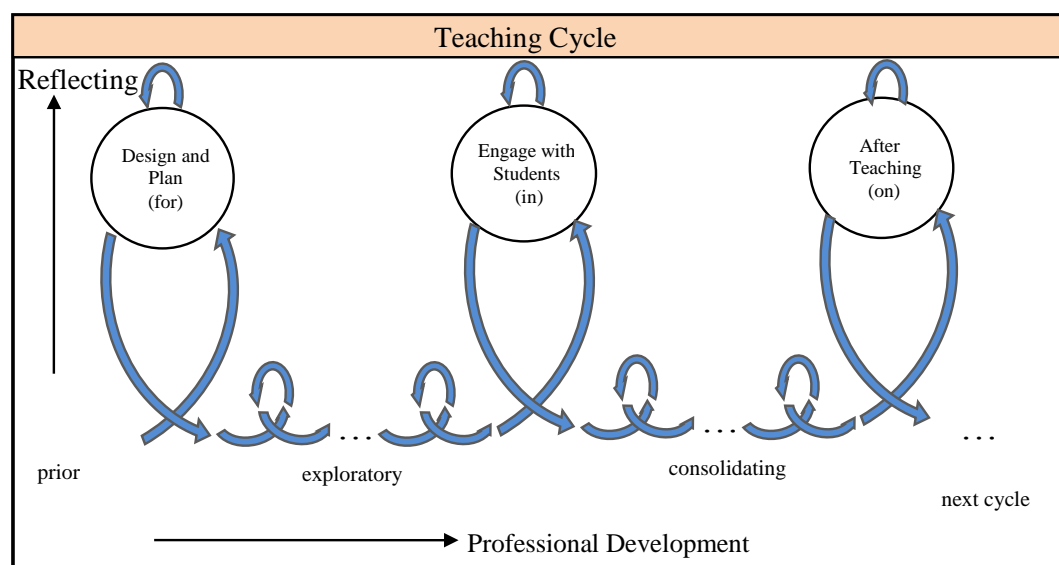 Teaching Cycle
Reflecting
Design and
Plan
(for)
Engage with
Students
(in)
After
Teaching
(on)
...
...
...
prior
exploratory
consolidating
next cycle
Professional Development